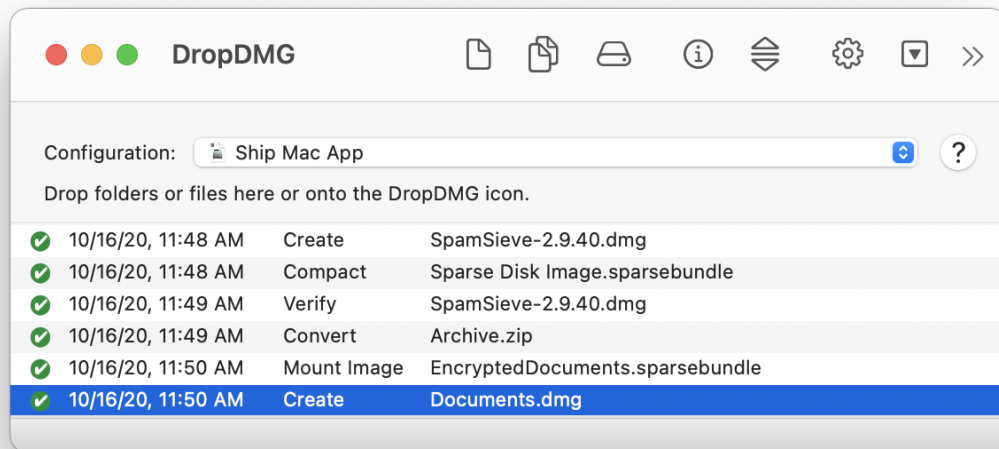 DropDMG
Configuration: Ship Mac App ?
Drop folders or files here or onto the DropDMG icon.
10/16/20, 11:48 AM Create SpamSieve-2.9.40.dmg
10/16/20, 11:48 AM Compact Sparse Disk Image.sparsebundle
10/16/20, 11:49 AM Verify SpamSieve-2.9.40.dmg
10/16/20, 11:49 AM Convert Archive.zip
10/16/20, 11:50 AM Mount Image EncryptedDocuments.sparsebundle
10/16/20, 11:50 AM Create Documents.dmg